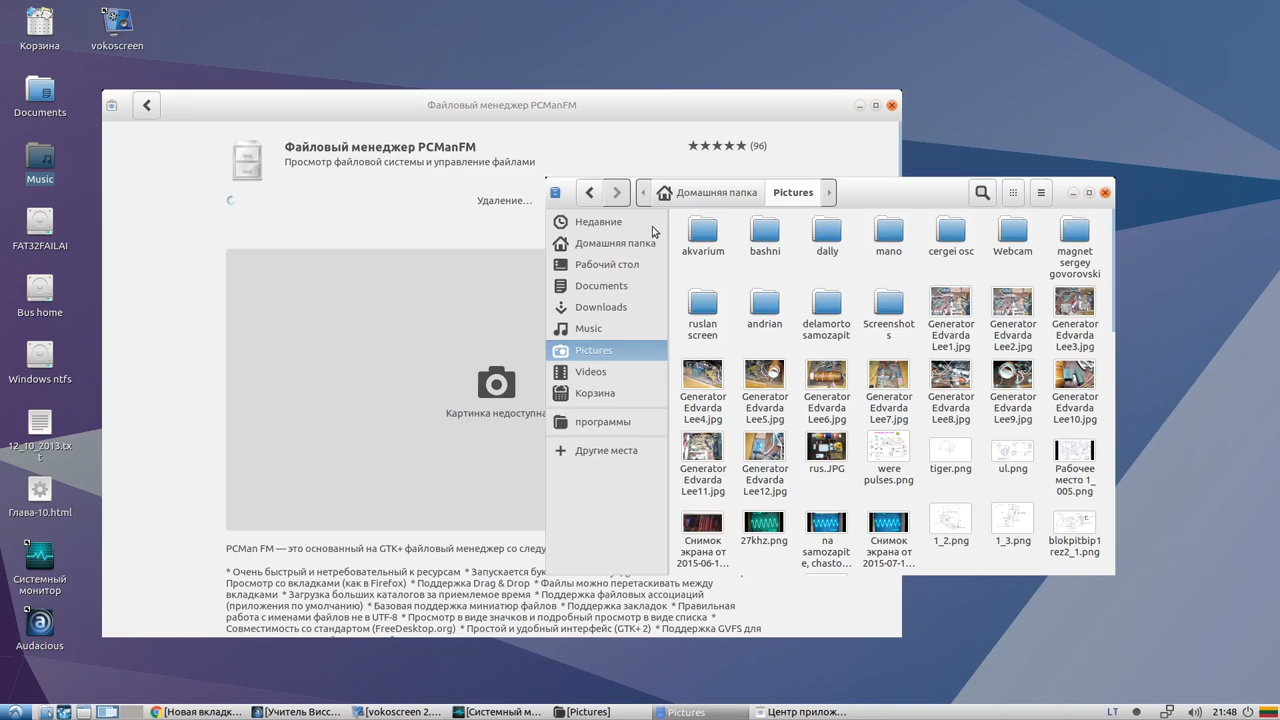 Корзина
vokoscreen
Documents
Music
FAT32FAILAI
Bus home
Windows ntfs
12_10_2013.tx
t
Глава-10.html
Системный
монитор
Audacious
Файловый менеджер PCManFM
Файловый менеджер PCManFM
Просмотр файловой системы и управление файлами
(96)
Удаление…
Картинка недоступна
PCMan FM — это основанный на GTK+ файловый менеджер со следу
* Очень быстрый и нетребовательный к ресурсам * Запускается бук
Просмотр со вкладками (как в Firefox) * Поддержка Drag & Drop * Файлы можно перетаскивать между
вкладками * Загрузка больших каталогов за приемлемое время * Поддержка файловых ассоциаций
(приложения по умолчанию) * Базовая поддержка миниатюр файлов * Поддержка закладок * Правильная
работа с именами файлов не в UTF-8 * Просмотр в виде значков и подробный просмотр в виде списка *
Совместимость со стандартом (FreeDesktop.org) * Простой и удобный интерфейс (GTK+ 2) * Поддержка GVFS для
Домашняя папка
Pictures
Недавние
Домашняя папка
Рабочий стол
Documents
Downloads
Music
Pictures
Videos
Корзина
программы
Другие места
akvarium
bashni
dally
mano
cergei osc
Webcam
magnet
sergey
govorovski
ruslan
screen
andrian
delamorto
samozapit
Screenshot
s
Generator
Edvarda
Lee1.jpg
Generator
Edvarda
Lee2.jpg
Generator
Edvarda
Lee3.jpg
Generator
Edvarda
Lee4.jpg
Generator
Edvarda
Lee5.jpg
Generator
Edvarda
Lee6.jpg
Generator
Edvarda
Lee7.jpg
Generator
Edvarda
Lee8.jpg
Generator
Edvarda
Lee9.jpg
Generator
Edvarda
Lee10.jpg
Generator
Edvarda
Lee11.jpg
Generator
Edvarda
Lee12.jpg
rus.JPG
were
pulses.png
tiger.png
ul.png
Рабочее
место 1_
005.png
Снимок
экрана от
2015-06-1…
27khz.png
na
samozapit
e, chasto…
Снимок
экрана от
2015-07-1…
1_2.png
1_3.png
blokpitbip1
rez2_1.png
[Новая вкладк...
[Учитель Висс...
[vokoscreen 2....
[Системный м...
[Pictures]
Pictures
Центр прилож...
LT
21:48